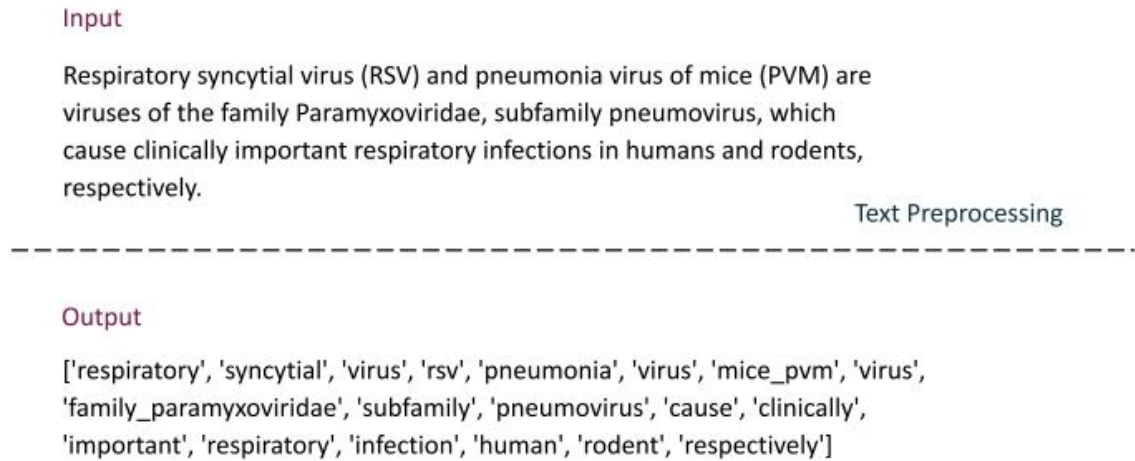 Input
Respiratory syncytial virus (RSV) and pneumonia virus of mice (PVM) are
viruses of the family Paramyxoviridae, subfamily pneumovirus, which
cause clinically important respiratory infections in humans and rodents,
respectively.
Text Preprocessing
Output
['respiratory', 'syncytial', 'virus', 'rsv', 'pneumonia', 'virus', 'mice_pvm', 'virus',
'family_paramyxoviridae', 'subfamily', 'pneumovirus', 'cause', 'clinically',
'important', 'respiratory', 'infection', 'human', 'rodent', 'respectively']